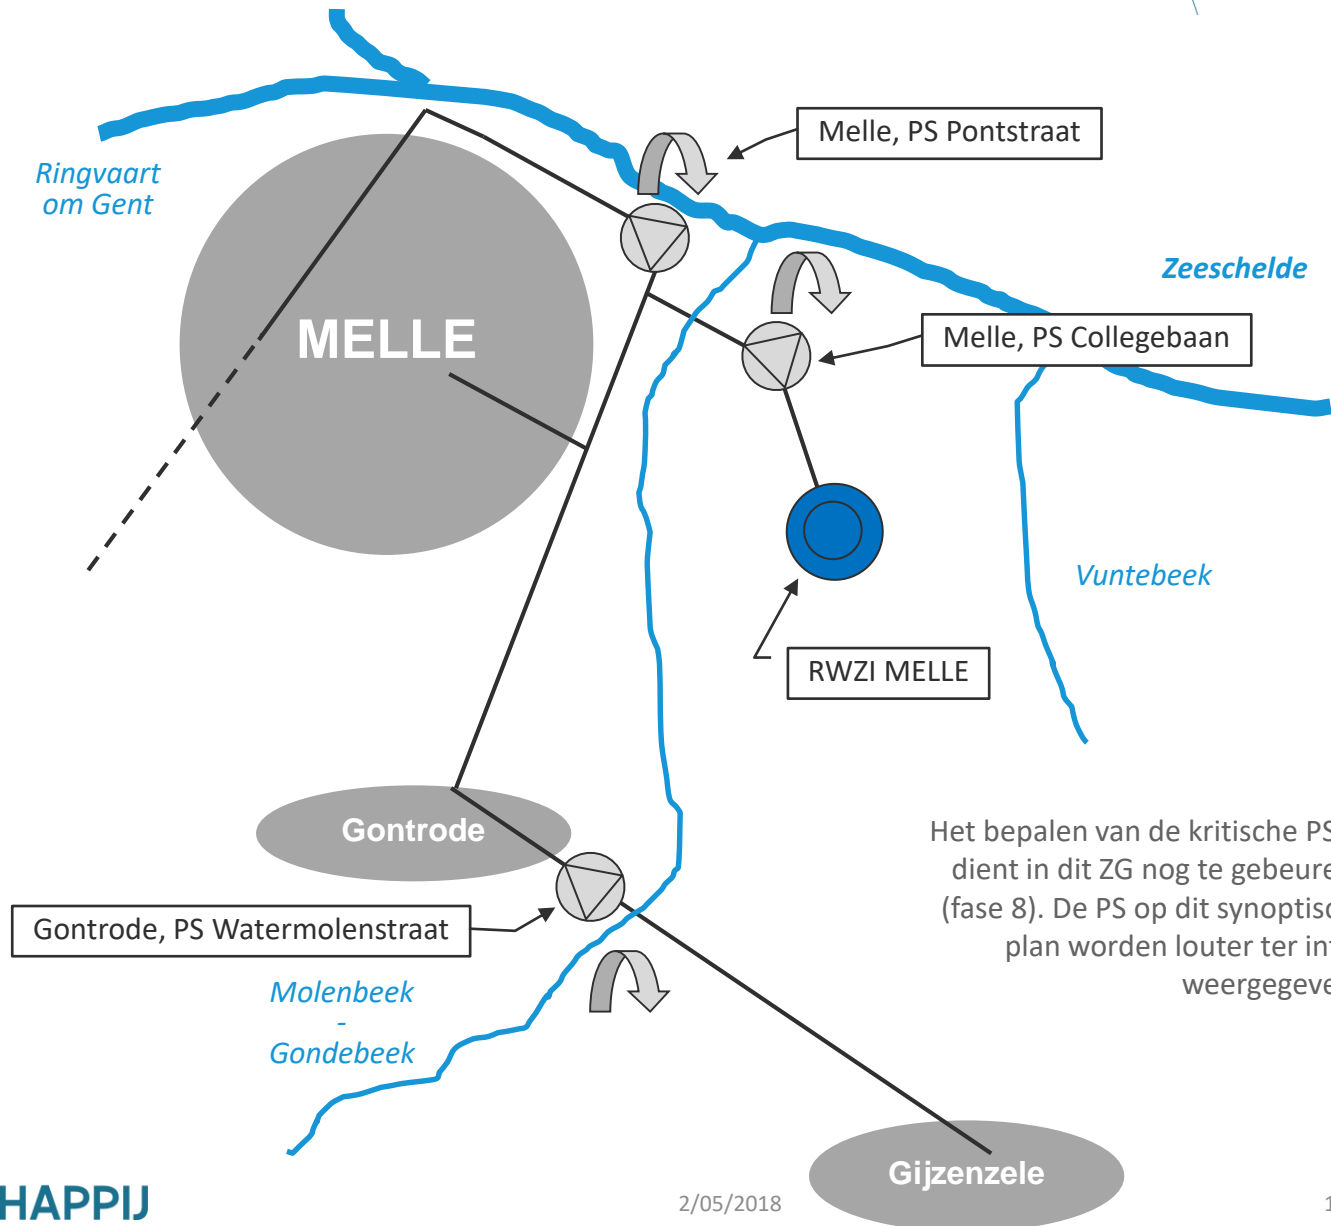 Melle, PS Pontstraat
Ringvaart
om Gent
Zeeschelde
MELLE
Melle, PS Collegebaan
Vuntebeek
RWZI MELLE
Gontrode
Het bepalen van de kritische PS
dient in dit ZG nog te gebeure
(fase 8). De PS op dit synoptisc
plan worden louter ter inf
weergegeve
Gontrode, PS Watermolenstraat
Molenbeek
-
Gondebeek
Gijzenzele
HAPPIJ
2/05/2018
1